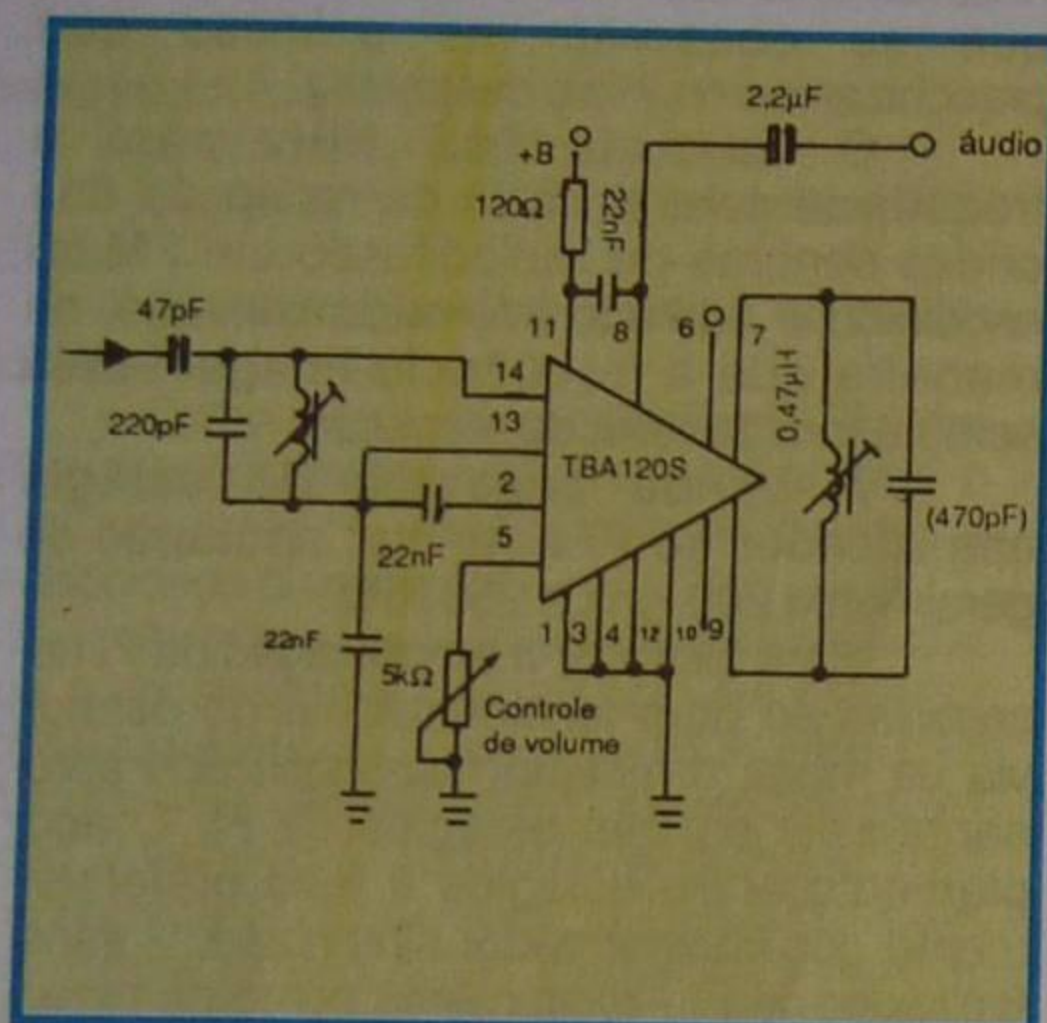 2,2µF
áudio
+B
120Ω
22nF
47pF
11
8
6
7
14
220pF
13
0,47µH
TBA120S
2
(470pF)
5
22nF
22nF
1 3 4 12 10 9
5kΩ
Controle
de volume